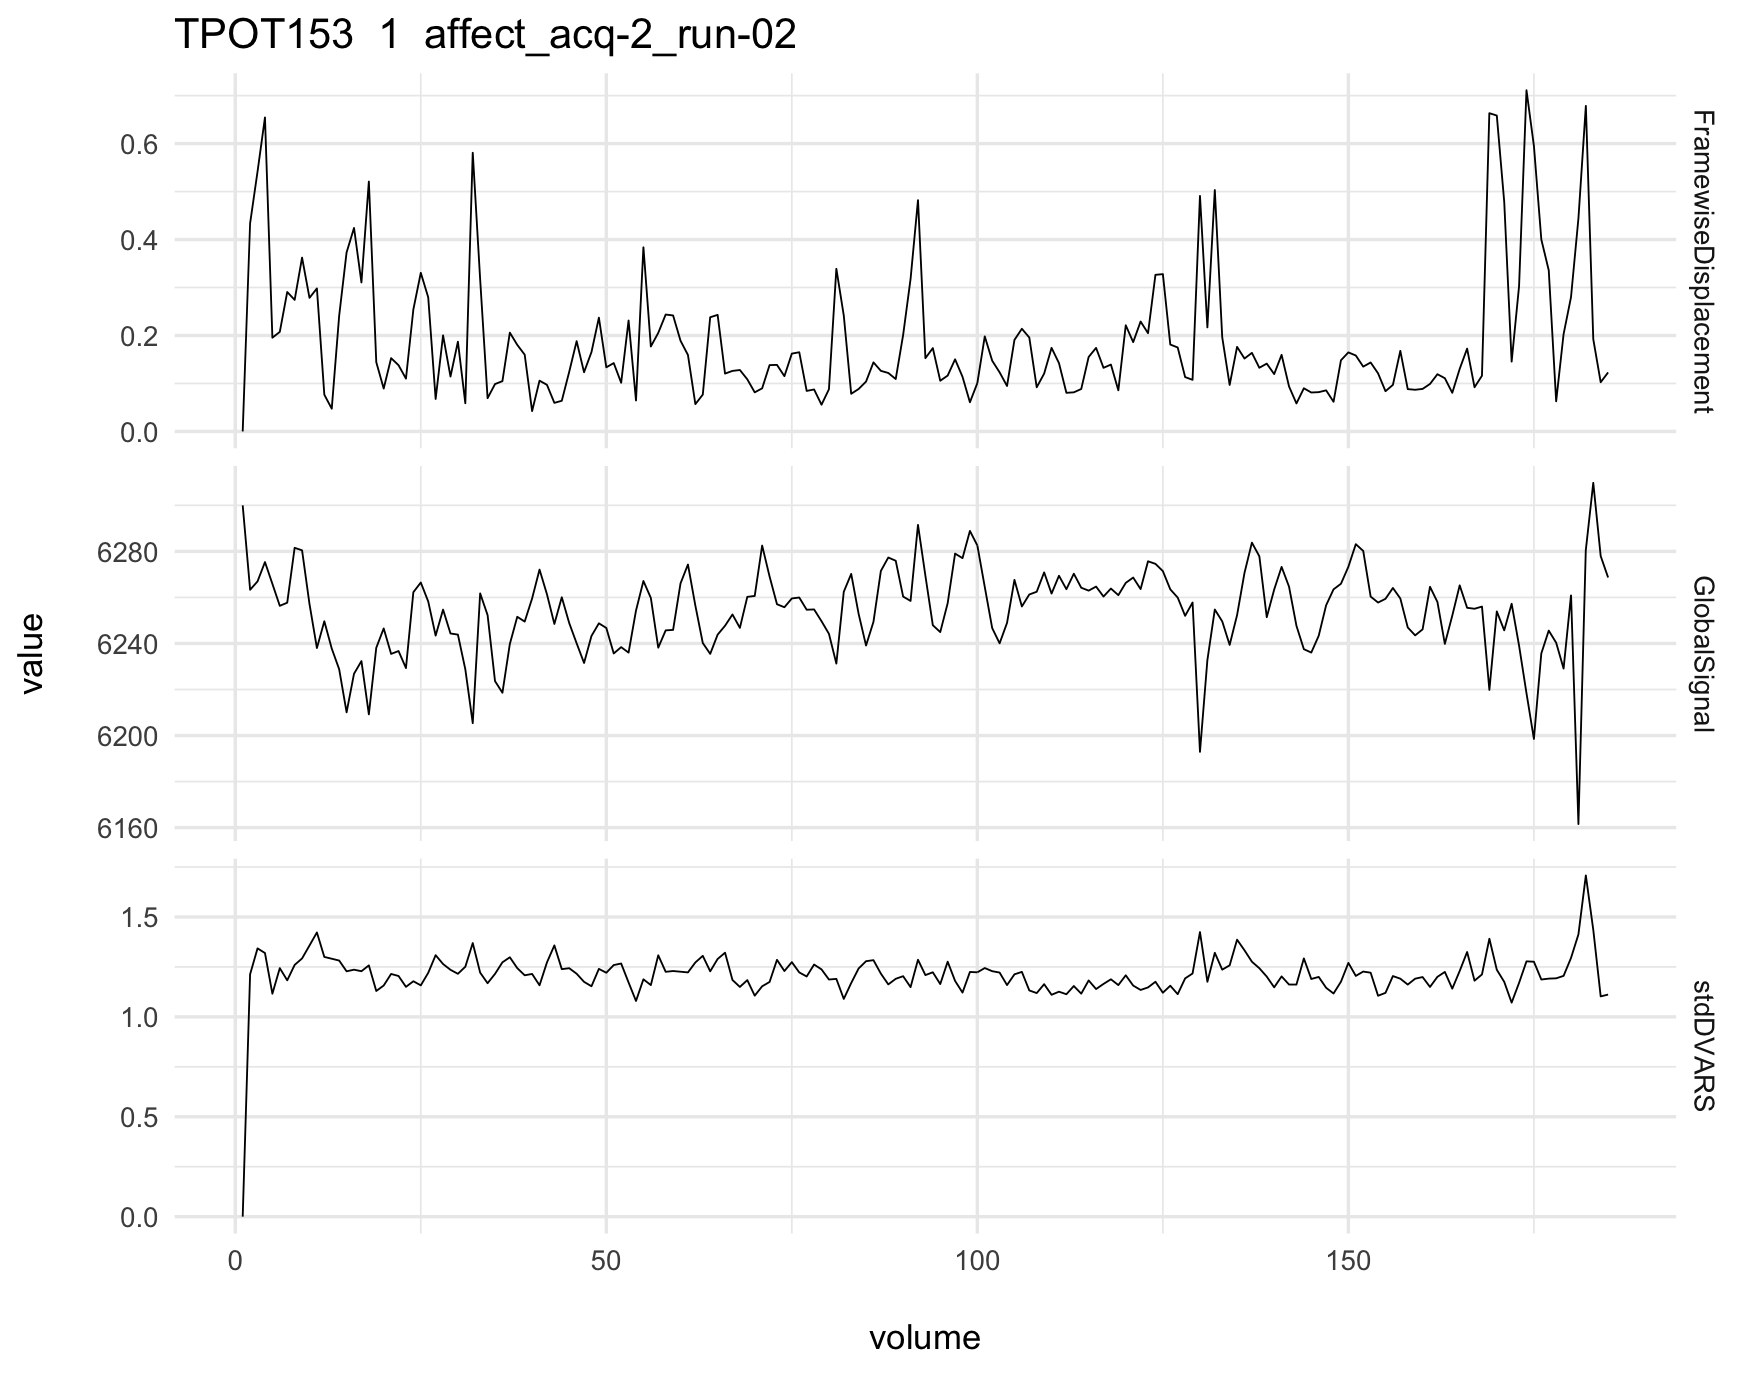 TPOT153 1 affect_acq-2_run-02
0.6
0.4
0.2
0.0
FramewiseDisplacement
6280
6240
6200
6160
GlobalSignal
1.5
1.0
0.5
0.0
stdDVARS
0 50 100 150
volume
value